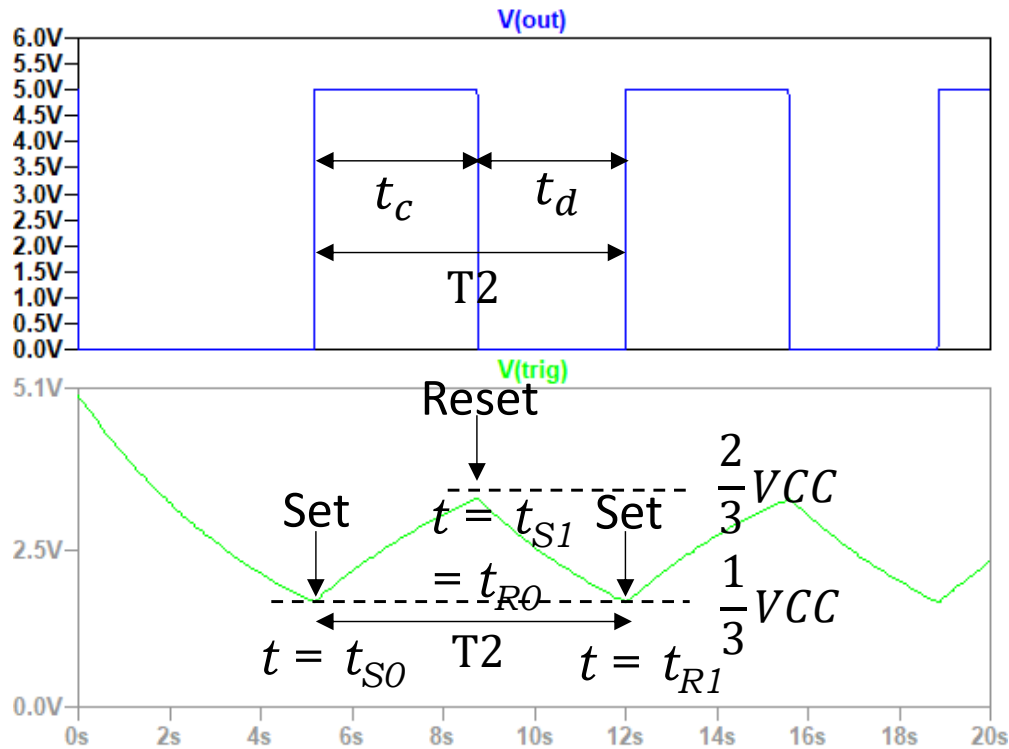 V(out)
6.0V
5.5V
5.0V
4.5V
4.0V
3.5V
3.0V
2.5V
2.0V
1.5V
1.0V
0.5V
0.0V
t_c
t_d
T2
V(trig)
5.1V
2.5V
0.0V
Reset
Set
t = t_S1
= t_R0
Set
2/3 VCC
1/3 VCC
t = t_S0
T2
t = t_R1
0s 2s 4s 6s 8s 10s 12s 14s 16s 18s 20s